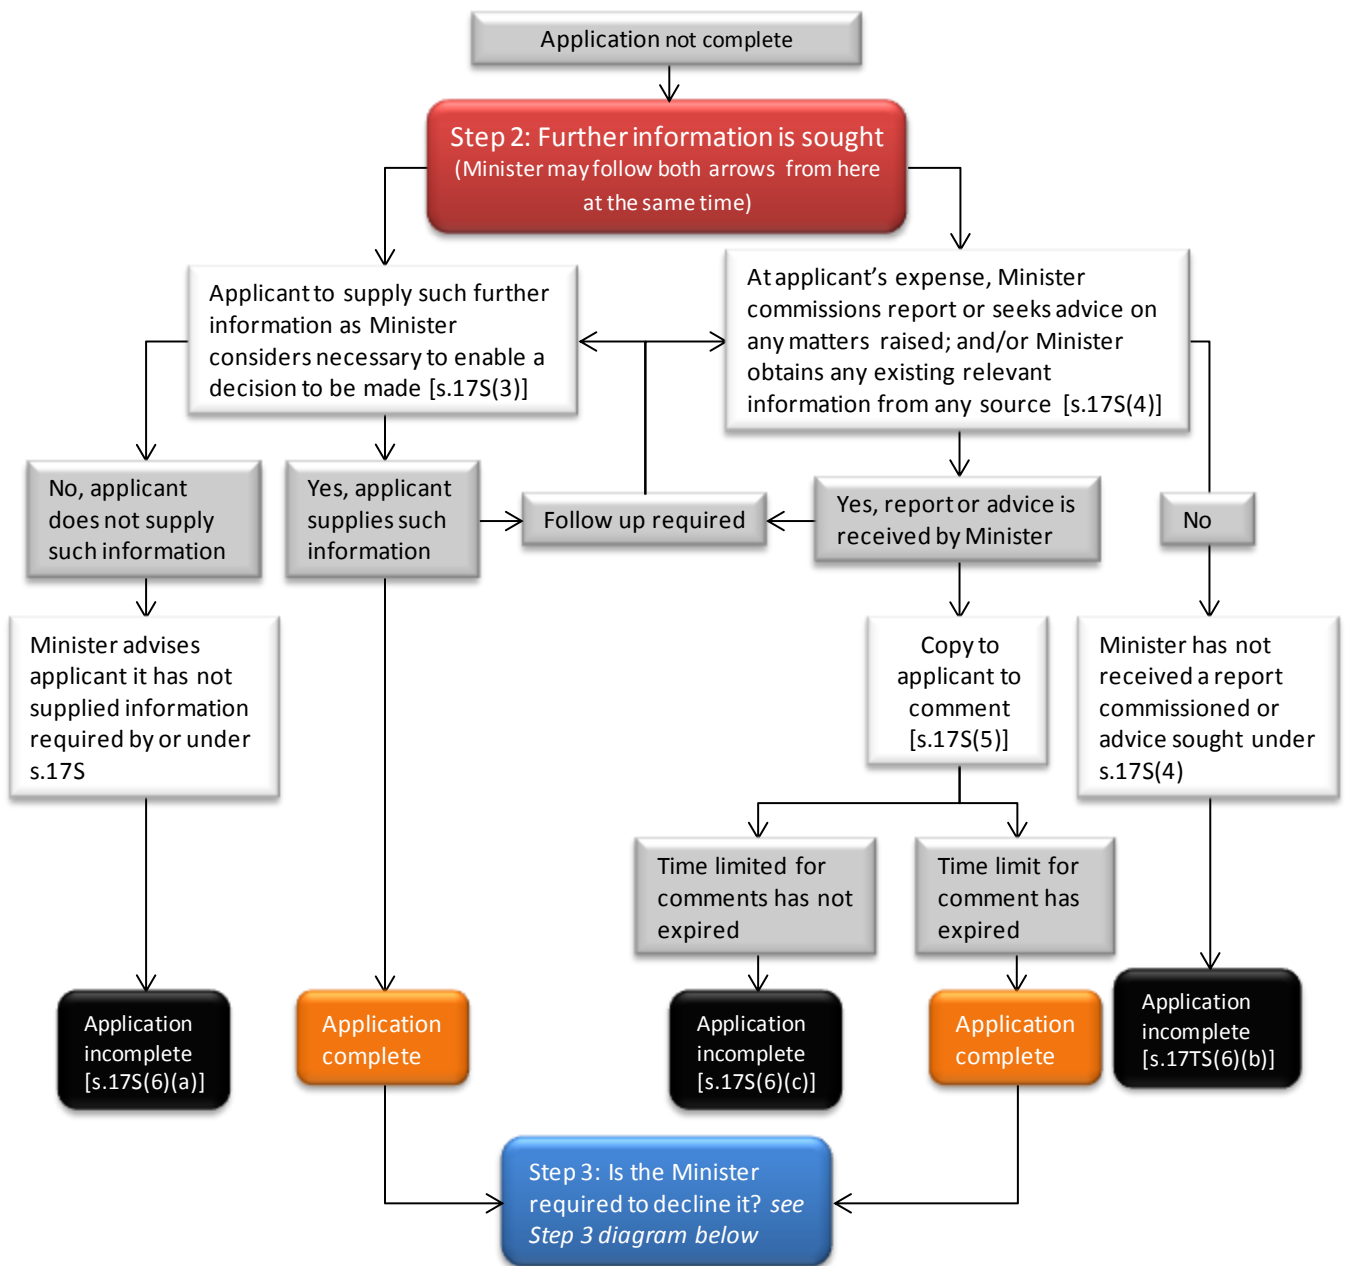 Application not complete
Step 2: Further information is sought
(Minister may follow both arrows from here
at the same time)
Applicant to supply such further
information as Minister
considers necessary to enable a
decision to be made [s.17S(3)]
At applicant's expense, Minister
commissions report or seeks advice on
any matters raised; and/or Minister
obtains any existing relevant
information from any source [s.17S(4)]
No, applicant
does not supply
such information
Yes, applicant
supplies such
information
Follow up required
Yes, report or advice is
received by Minister
No
Minister advises
applicant it has not
supplied information
required by or under
s.17S
Copy to
applicant to
comment
[s.17S(5)]
Minister has not
received a report
commissioned or
advice sought under
s.17S(4)
Time limited for
comments has not
expired
Time limit for
comment has
expired
Application
incomplete
[s.17S(6)(a)]
Application
complete
Application
incomplete
[s.17S(6)(c)]
Application
complete
Application
incomplete
[s.17TS(6)(b)]
Step 3: Is the Minister
required to decline it? see
Step 3 diagram below